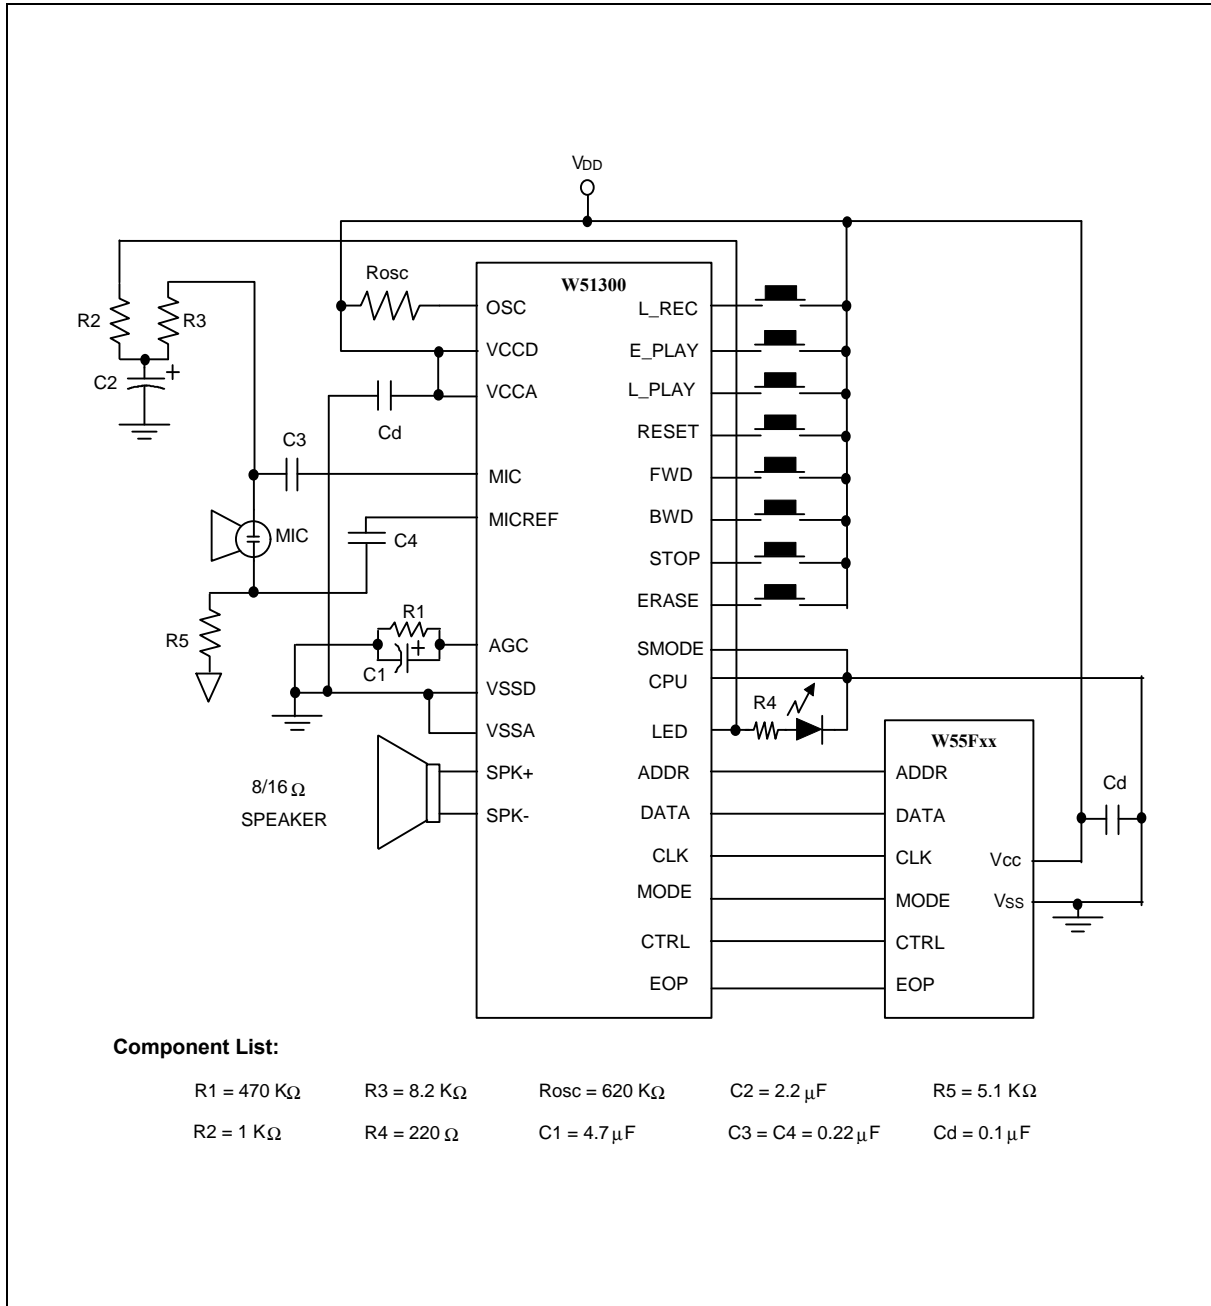 VDD
Rosc
W51300
R2
R3
C2
+
OSC
VCCD
VCCA
Cd
C3
MIC
MICREF
MIC
C4
R5
R1
C1
+
AGC
VSSD
VSSA
SPK+
SPK-
8/16 Ω
SPEAKER
L_REC
E_PLAY
L_PLAY
RESET
FWD
BWD
STOP
ERASE
SMODE
CPU
LED
R4
ADDR
DATA
CLK
MODE
CTRL
EOP
W55Fxx
ADDR
DATA
CLK
MODE
CTRL
EOP
Vcc
Vss
Cd
Component List:
R1 = 470 KΩ R3 = 8.2 KΩ Rosc = 620 KΩ C2 = 2.2 μF R5 = 5.1 KΩ
R2 = 1 KΩ R4 = 220 Ω C1 = 4.7 μF C3 = C4 = 0.22 μF Cd = 0.1 μF